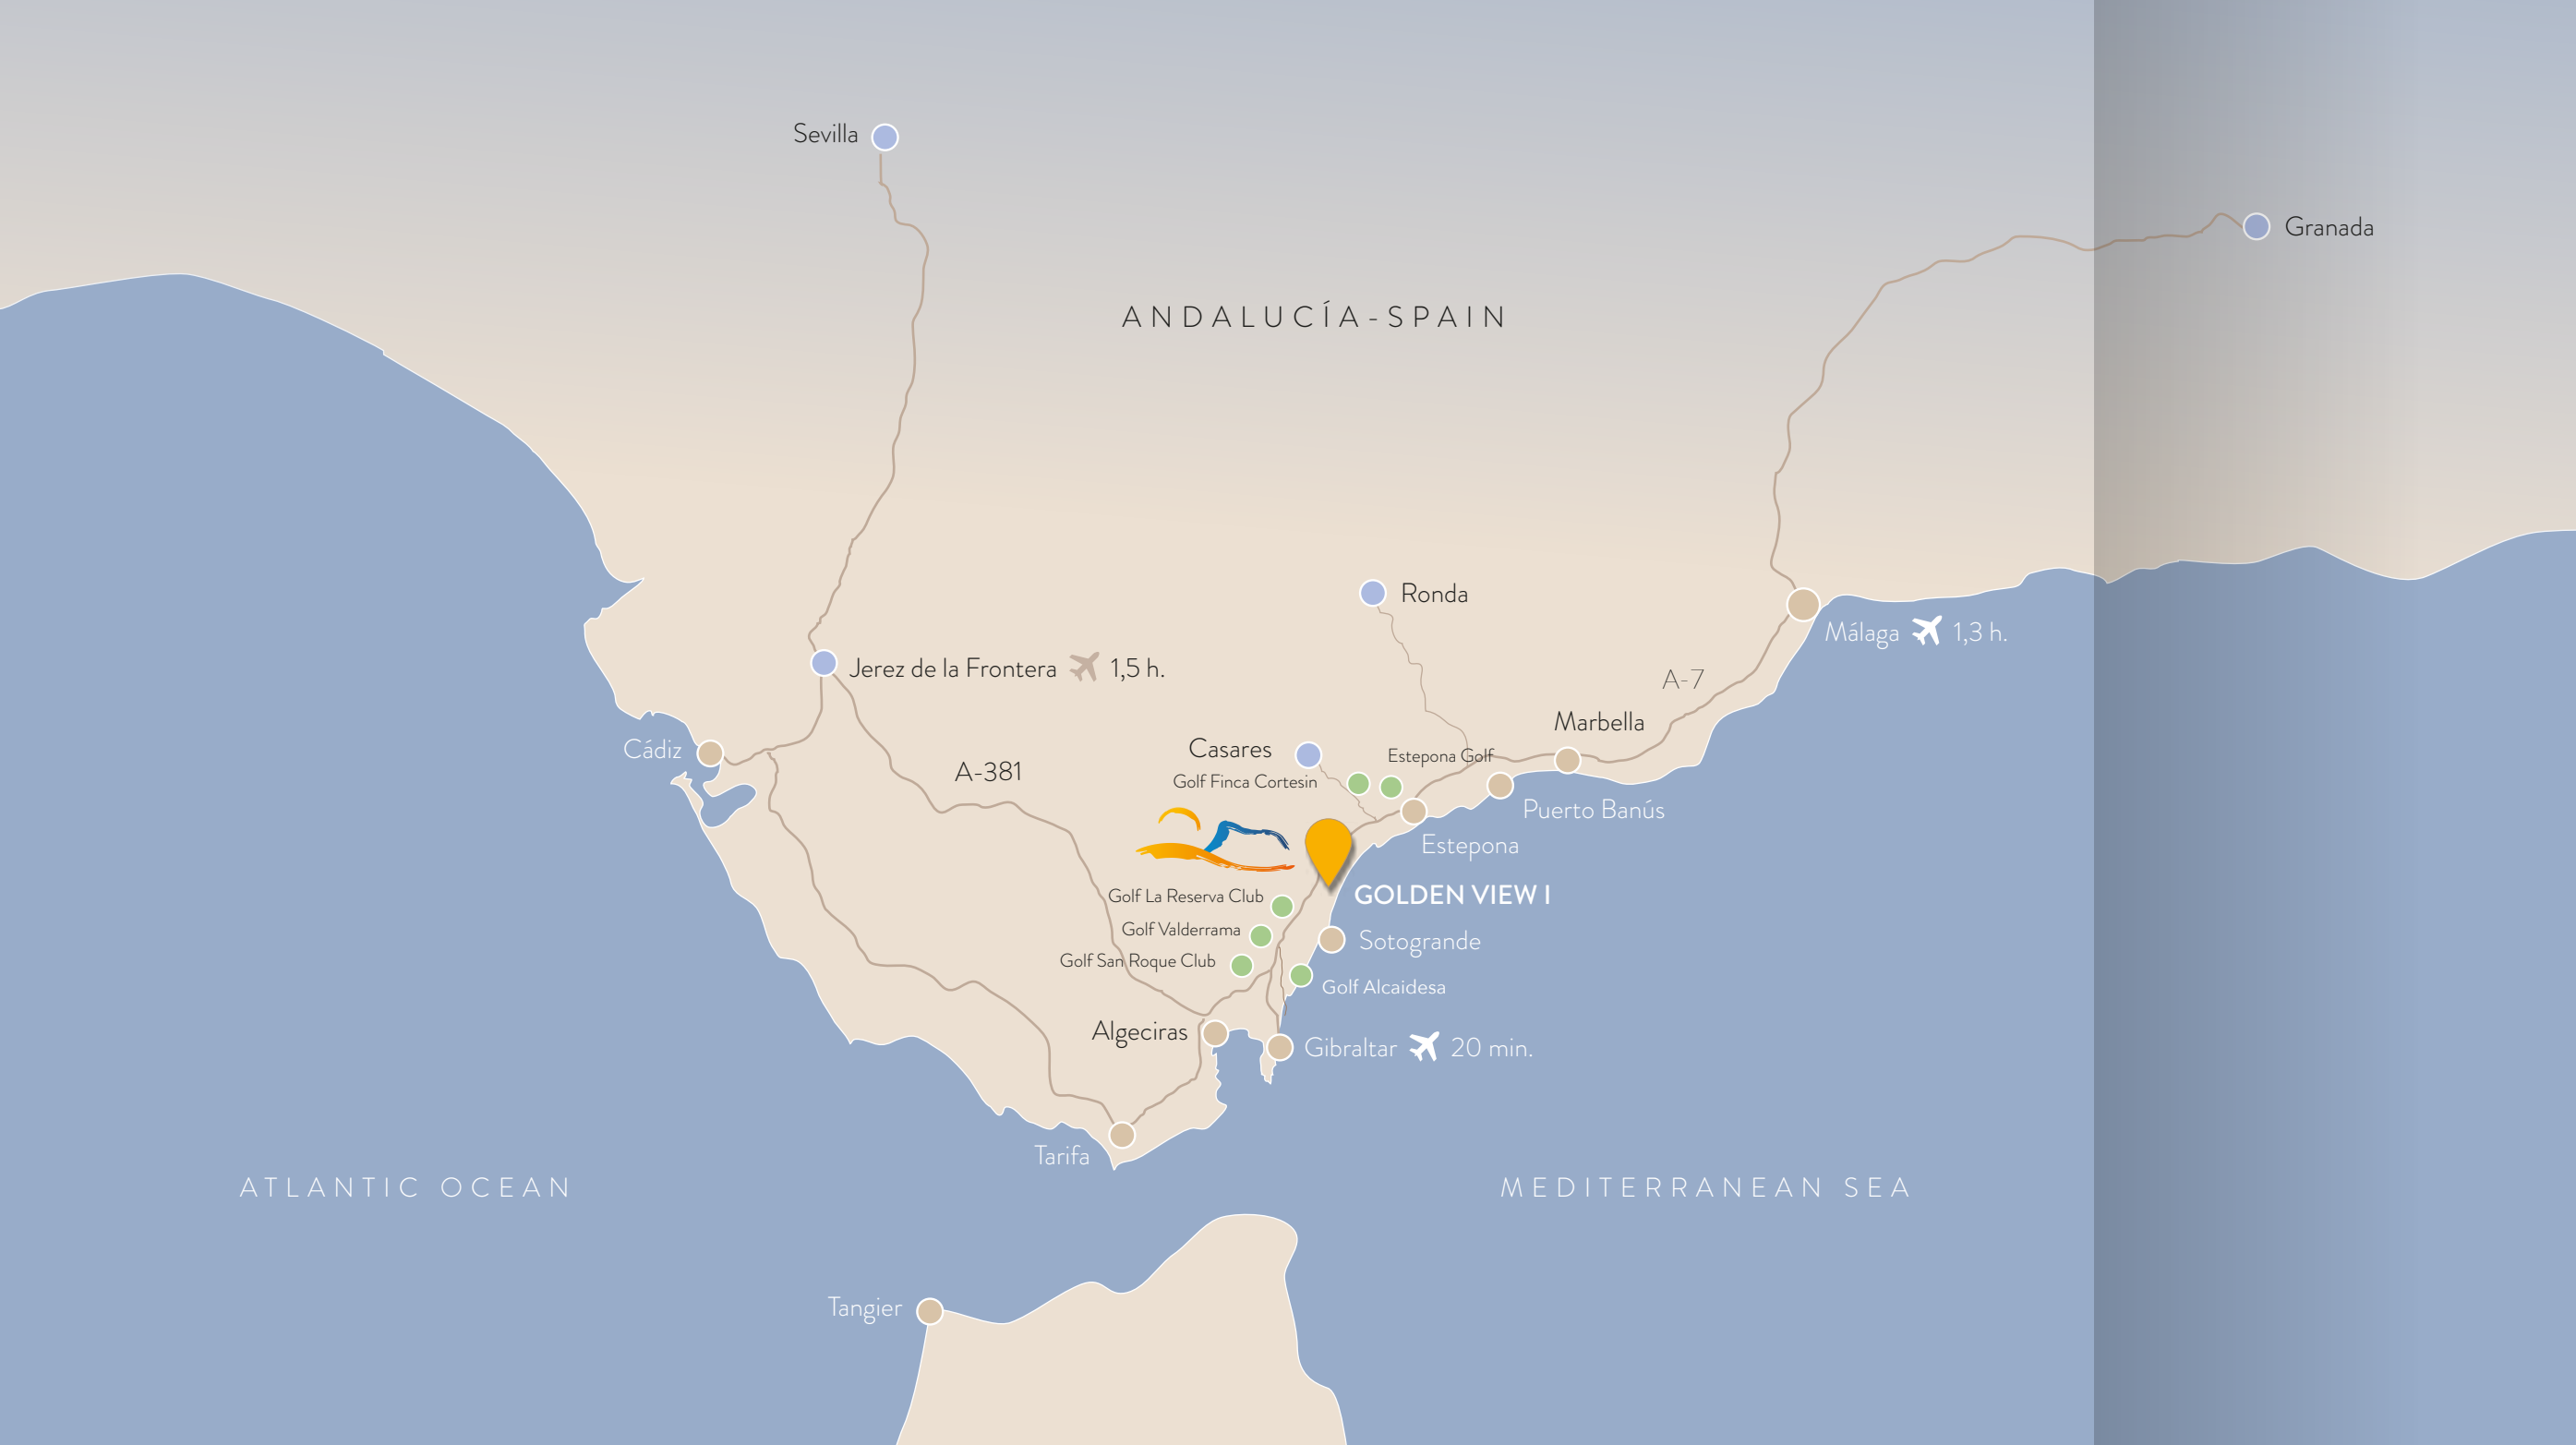 Sevilla
Granada
ANDALUCÍA-SPAIN
Ronda
Málaga 1,3 h.
Jerez de la Frontera 1,5 h.
A-7
Marbella
Cádiz
Casares
Estepona Golf
A-381
Golf Finca Cortesin
Puerto Banús
Estepona
Golf La Reserva Club
GOLDEN VIEW I
Golf Valderrama
Sotogrande
Golf San Roque Club
Golf Alcaidesa
Algeciras
Gibraltar 20 min.
Tarifa
ATLANTIC OCEAN
MEDITERRANEAN SEA
Tangier